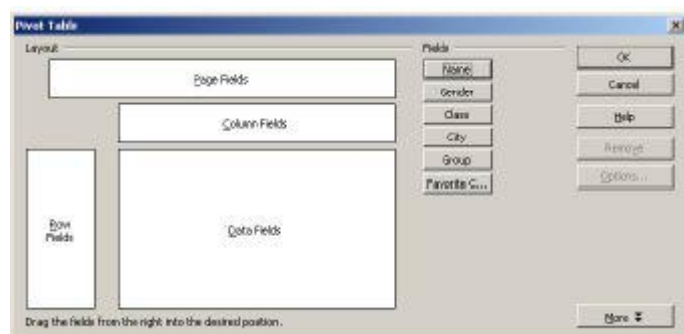 Pivot Table
Layout
Page Fields
Column Fields
Row
Fields
Data Fields
Fields
Name
Gender
Class
City
Group
Favorite C...
OK
Cancel
Help
Remove
Options...
More
Drag the fields from the right into the desired position.